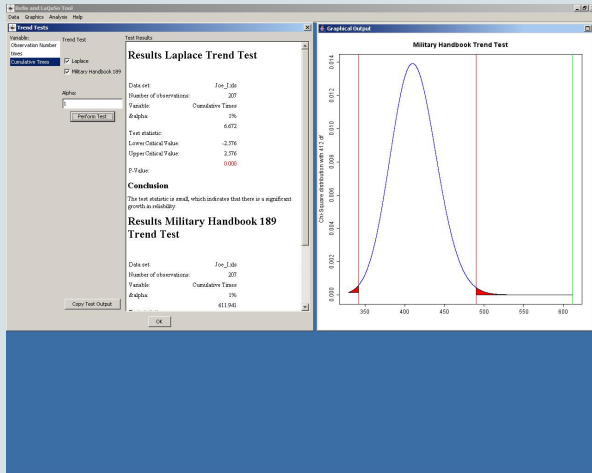 Belle and LaQuSo Tool
Data Graphics Analysis Help
Trend Tests
Variable:
Observation Number
times
Cumulative Times
Trend Test
Laplace
Military Handbook 189
Alpha:
1
Perform Test
Copy Test Output
OK
Test Results
Results Laplace Trend Test
Data set: Joe_J.xls
Number of observations: 207
Variable: Cumulative Times
&alpha: 1%
6.672
Test statistic:
Lower Critical Value: -2.576
Upper Critical Value: 2.576
0.000
P-Value:
Conclusion
The test statistic is small, which indicates that there is a significant
growth in reliability.
Results Military Handbook 189
Trend Test
Data set: Joe_J.xls
Number of observations: 207
Variable: Cumulative Times
&alpha: 1%
611.941
Graphical Output
Military Handbook Trend Test
Chi-Square distribution with 412 df
0.014
0.012
0.010
0.008
0.006
0.004
0.002
0.000
350 400 450 500 550 600